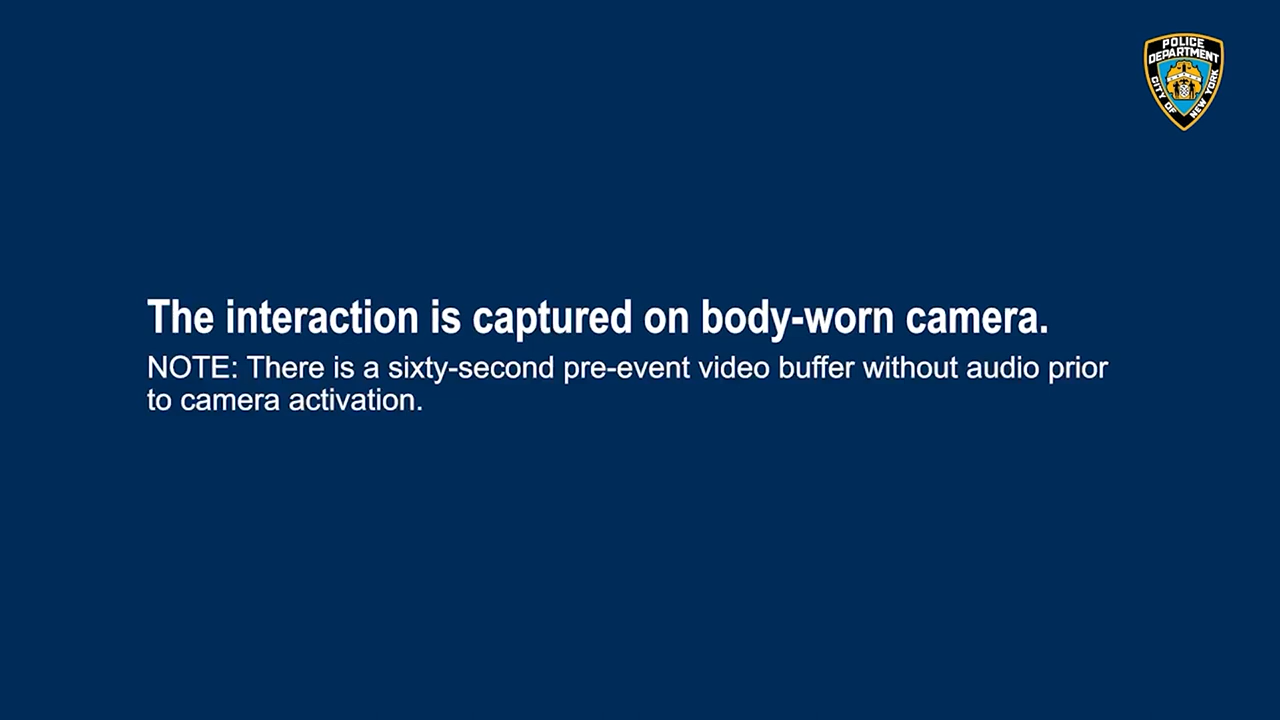 POLICE
DEPARTMENT
CITY OF
NEW YORK
The interaction is captured on body-worn camera.
NOTE: There is a sixty-second pre-event video buffer without audio prior
to camera activation.